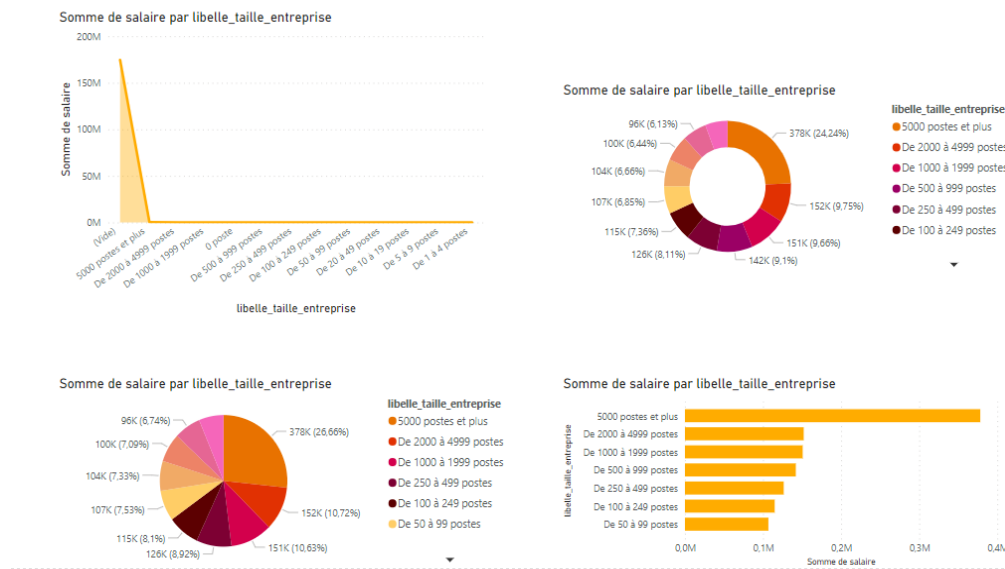 Somme de salaire par libelle_taille_entreprise
200M
150M
100M
50M
0M
Somme de salaire
(Vide)
5000 postes et plus
De 2000 à 4999 postes
De 1000 à 1999 postes
0 poste
De 500 à 999 postes
De 250 à 499 postes
De 100 à 249 postes
De 50 à 99 postes
De 20 à 49 postes
De 10 à 19 postes
De 5 à 9 postes
De 1 à 4 postes
libelle_taille_entreprise
Somme de salaire par libelle_taille_entreprise
96K (6,13%)
100K (6,44%)
104K (6,66%)
107K (6,85%)
115K (7,36%)
126K (8,11%)
142K (9,1%)
151K (9,66%)
152K (9,75%)
378K (24,24%)
libelle_taille_entreprise
5000 postes et plus
De 2000 à 4999 postes
De 1000 à 1999 postes
De 500 à 999 postes
De 250 à 499 postes
De 100 à 249 postes
Somme de salaire par libelle_taille_entreprise
96K (6,74%)
100K (7,09%)
104K (7,33%)
107K (7,53%)
115K (8,1%)
126K (8,92%)
151K (10,63%)
152K (10,72%)
378K (26,66%)
libelle_taille_entreprise
5000 postes et plus
De 2000 à 4999 postes
De 1000 à 1999 postes
De 250 à 499 postes
De 100 à 249 postes
De 50 à 99 postes
Somme de salaire par libelle_taille_entreprise
libelle_taille_entreprise
5000 postes et plus
De 2000 à 4999 postes
De 1000 à 1999 postes
De 500 à 999 postes
De 250 à 499 postes
De 100 à 249 postes
De 50 à 99 postes
0,0M
0,1M
0,2M
0,3M
0,4M
Somme de salaire